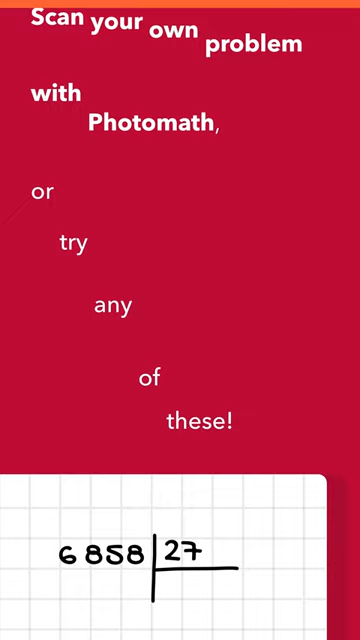 Scan your own problem
with
Photomath,
or
try
any
of
these!
6858 27